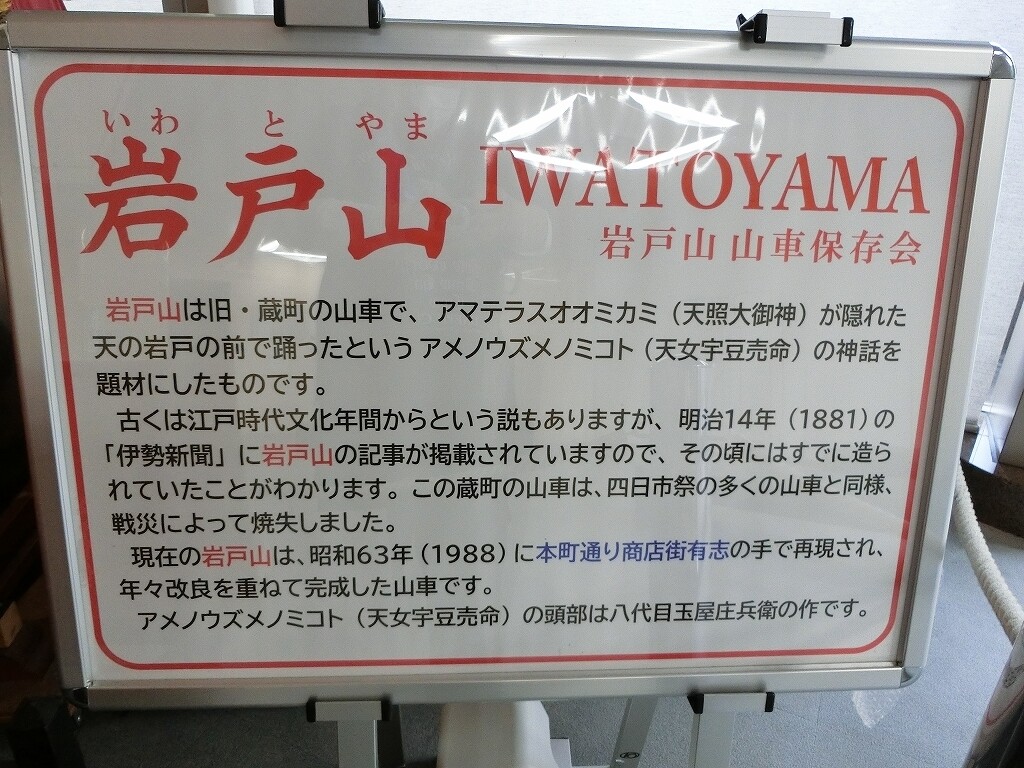 いわ と やま
岩戸山 IWATOYAMA
岩戸山 山車保存会
岩戸山は旧・蔵町の山車で、アマテラスオオミカミ（天照大御神）が隠れた
天の岩戸の前で踊ったというアメノウズメノミコト（天女宇豆売命）の神話を
題材にしたものです。
古くは江戸時代文化年間からという説もありますが、明治14年（1881）の
「伊勢新聞」に岩戸山の記事が掲載されていますので、その頃にはすでに造ら
れていたことがわかります。この蔵町の山車は、四日市祭の多くの山車と同様、
戦災によって焼失しました。
現在の岩戸山は、昭和63年（1988）に本町通り商店街有志の手で再現され、
年々改良を重ねて完成した山車です。
アメノウズメノミコト（天女宇豆売命）の頭部は八代目玉屋庄兵衛の作です。